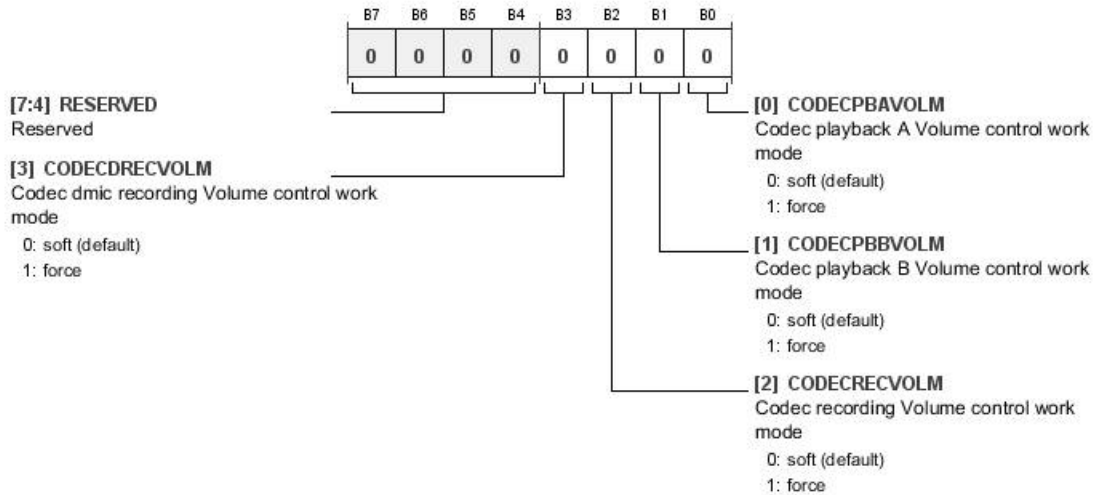 B7 B6 B5 B4 B3 B2 B1 B0
0 0 0 0 0 0 0 0
[7:4] RESERVED
Reserved
[3] CODECDRECVOLM
Codec dmic recording Volume control work
mode
0: soft (default)
1: force
[0] CODECPBAVOLM
Codec playback A Volume control work
mode
0: soft (default)
1: force
[1] CODECPBBVOLM
Codec playback B Volume control work
mode
0: soft (default)
1: force
[2] CODECRECVOLM
Codec recording Volume control work
mode
0: soft (default)
1: force